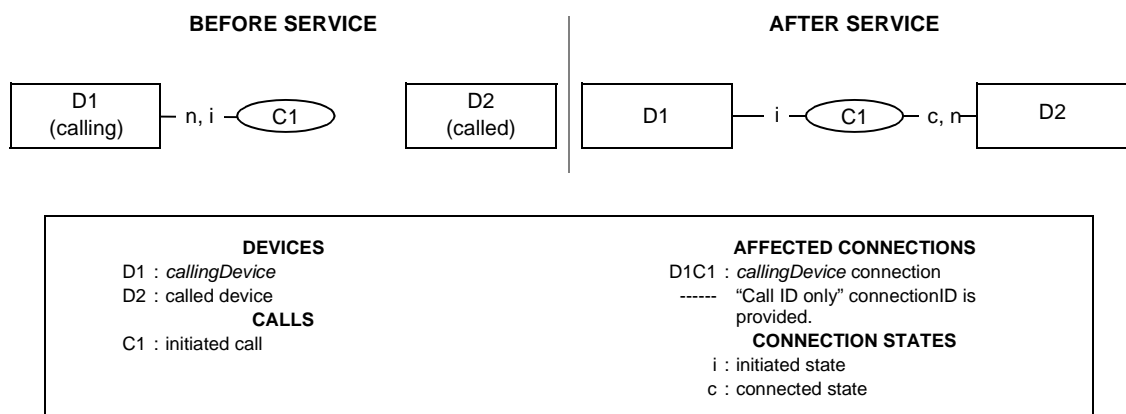 BEFORE SERVICE
AFTER SERVICE
D1
(calling)
n, i
C1
D2
(called)
D1
i
C1
c, n
D2
DEVICES
D1 : callingDevice
D2 : called device
CALLS
C1 : initiated call
AFFECTED CONNECTIONS
D1C1 : callingDevice connection
------ “Call ID only” connectionID is
provided.
CONNECTION STATES
i : initiated state
c : connected state